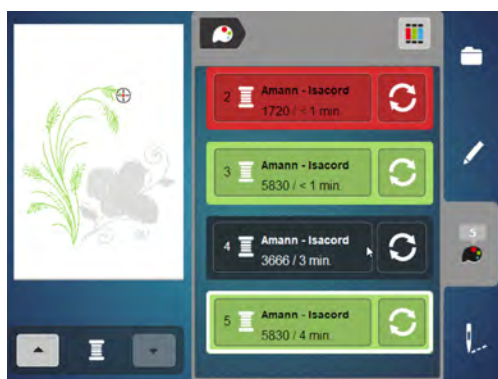 2
Amann - Isacord
1720 / < 1 min.
3
Amann - Isacord
5830 / < 1 min.
4
Amann - Isacord
3666 / 3 min.
5
Amann - Isacord
5830 / 4 min.
5